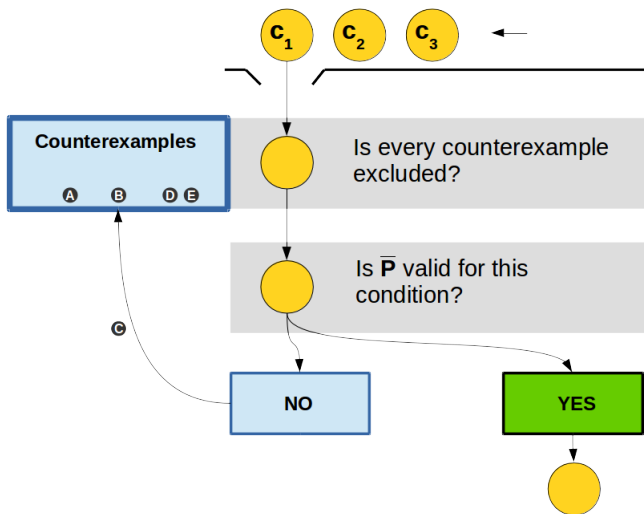 c1 c2 c3
Counterexamples
A B D E
Is every counterexample
excluded?
Is P̅ valid for this
condition?
C
NO
YES